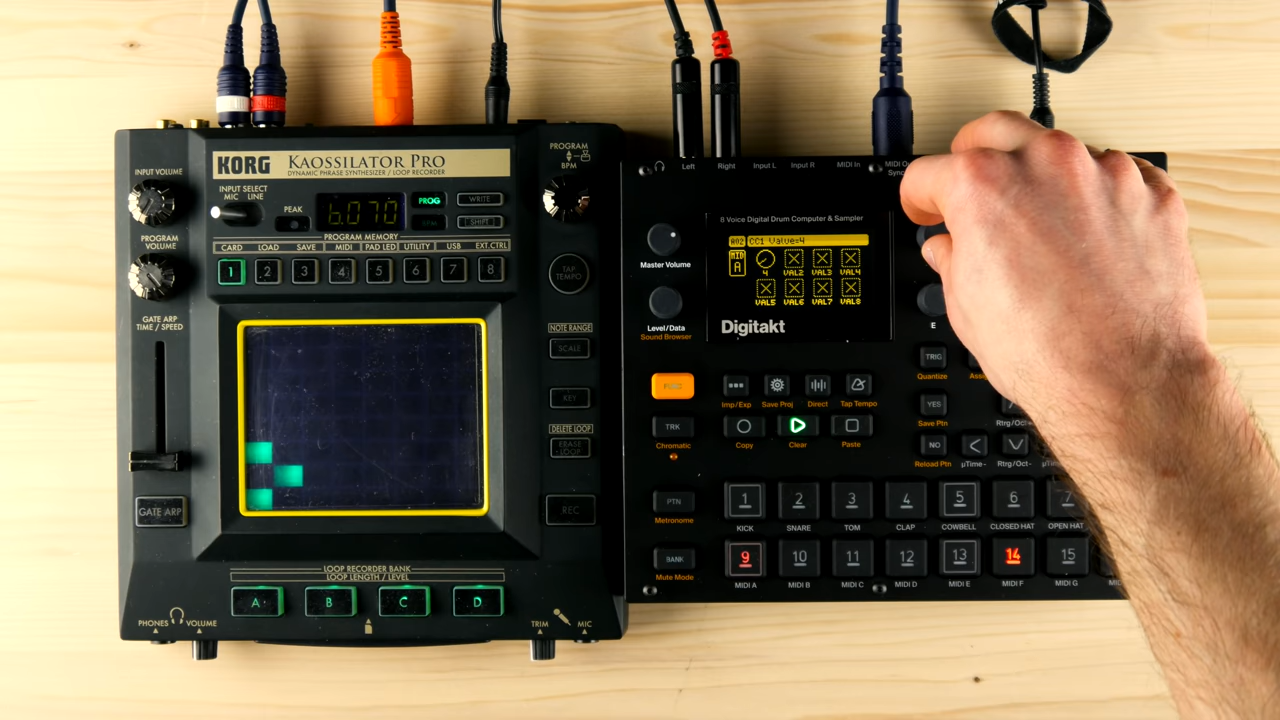 KORG KAOSSILATOR PRO
DYNAMIC PHRASE SYNTHESIZER / LOOP RECORDER
PROGRAM
BPM
INPUT VOLUME
INPUT SELECT
MIC LINE
PEAK
6.070
PROG
WRITE
SHIFT
PROGRAM MEMORY
CARD LOAD SAVE MIDI PAD LED UTILITY USB EXT.CTRL
1 2 3 4 5 6 7 8
PROGRAM
VOLUME
TAP
TEMPO
GATE ARP
TIME / SPEED
NOTE RANGE
SCALE
KEY
DELETE LOOP
ERASE
LOOP
GATE ARP
REC
LOOP RECORDER BANK
LOOP LENGTH / LEVEL
A B C D
PHONES VOLUME
TRIM MIC
Left Right Input L Input R MIDI In
8 Voice Digital Drum Computer & Sampler
A02 CC1 Value=4
MID
A
4 VAL2 VAL3 VAL4
VAL5 VAL6 VAL7 VAL8
Digitakt
Master Volume
Level/Data
Sound Browser
E
FUNC
Imp/Exp Save Proj Direct Tap Tempo
TRIG
Quantize
TRK
Chromatic
Copy Clear Paste
YES
Save Ptn
Rtrg/Oct+
NO
Reload Ptn µTime- Rtrg/Oct-
PTN
Metronome
1 2 3 4 5 6 7
KICK SNARE TOM CLAP COWBELL CLOSED HAT OPEN HAT
BANK
Mute Mode
9 10 11 12 13 14 15
MIDI A MIDI B MIDI C MIDI D MIDI E MIDI F MIDI G